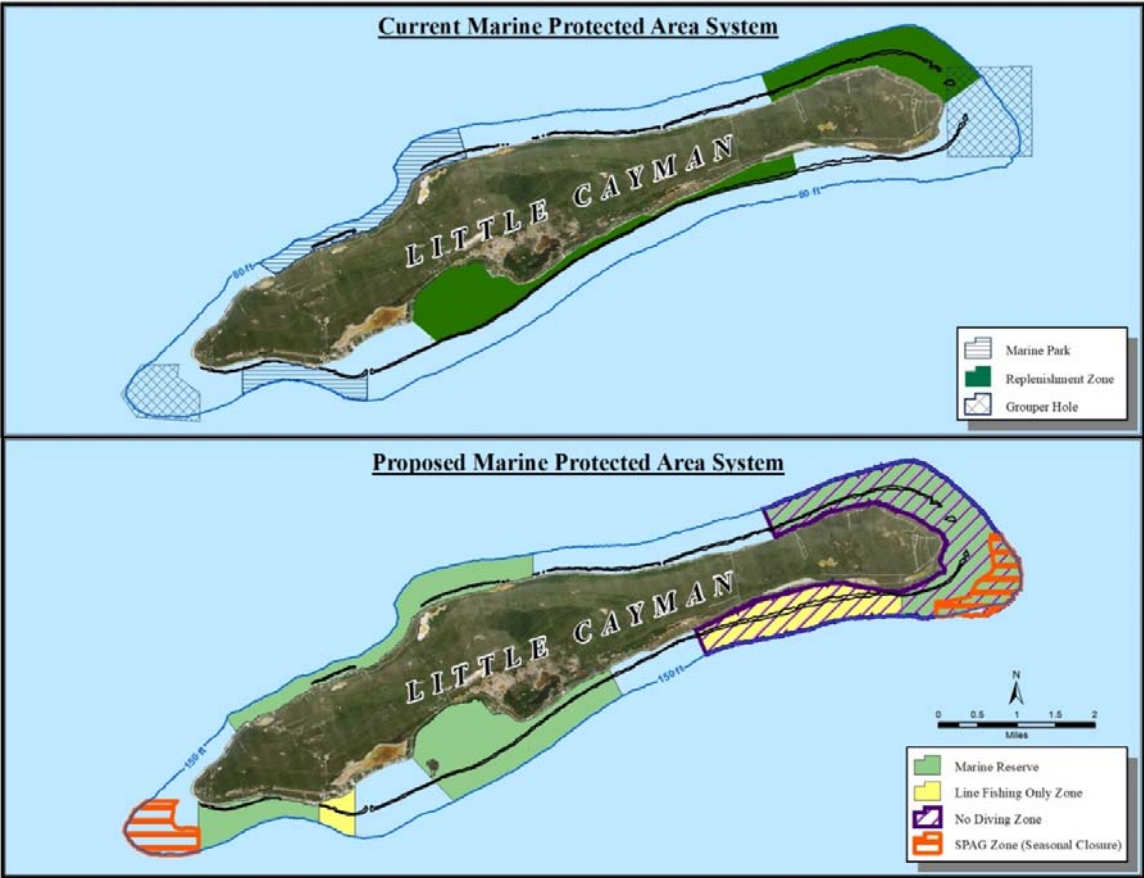 Current Marine Protected Area System
LITTLE CAYMAN
80 ft
80 ft
Marine Park
Replenishment Zone
Grouper Hole
Proposed Marine Protected Area System
LITTLE CAYMAN
150 ft
150 ft
N
0 0.5 1 1.5 2
Miles
Marine Reserve
Line Fishing Only Zone
No Diving Zone
SPAG Zone (Seasonal Closure)